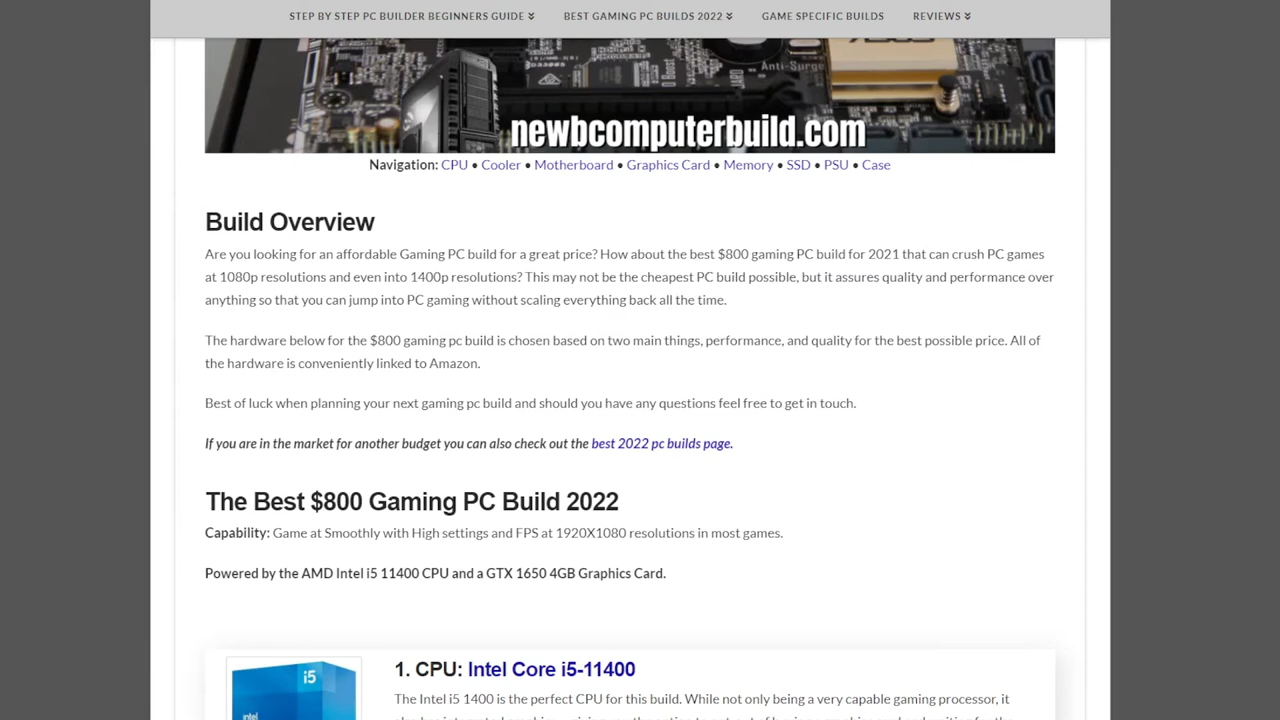 STEP BY STEP PC BUILDER BEGINNERS GUIDE BEST GAMING PC BUILDS 2022 GAME SPECIFIC BUILDS REVIEWS
Anti-Surge
newbcomputerbuild.com
Navigation: CPU • Cooler • Motherboard • Graphics Card • Memory • SSD • PSU • Case
Build Overview
Are you looking for an affordable Gaming PC build for a great price? How about the best $800 gaming PC build for 2021 that can crush PC games
at 1080p resolutions and even into 1400p resolutions? This may not be the cheapest PC build possible, but it assures quality and performance over
anything so that you can jump into PC gaming without scaling everything back all the time.
The hardware below for the $800 gaming pc build is chosen based on two main things, performance, and quality for the best possible price. All of
the hardware is conveniently linked to Amazon.
Best of luck when planning your next gaming pc build and should you have any questions feel free to get in touch.
If you are in the market for another budget you can also check out the best 2022 pc builds page.
The Best $800 Gaming PC Build 2022
Capability: Game at Smoothly with High settings and FPS at 1920X1080 resolutions in most games.
Powered by the AMD Intel i5 11400 CPU and a GTX 1650 4GB Graphics Card.
1. CPU: Intel Core i5-11400
i5
intel
The Intel i5 1400 is the perfect CPU for this build. While not only being a very capable gaming processor, it